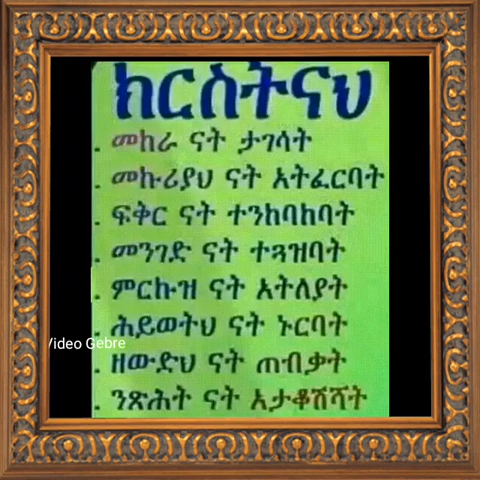 ክርስትናህ
. መከራ ናት ታገሳት
. መኩሪያህ ናት አትፈርባት
. ፍቅር ናት ተንከባከባት
. መንገድ ናት ተጓዝባት
. ምርኩዝ ናት አትለያት
. ሕይወትህ ናት ኑርባት
. ዘውድህ ናት ጠብቃት
. ንጽሕት ናት አታቆሽሻት
Video Gebre